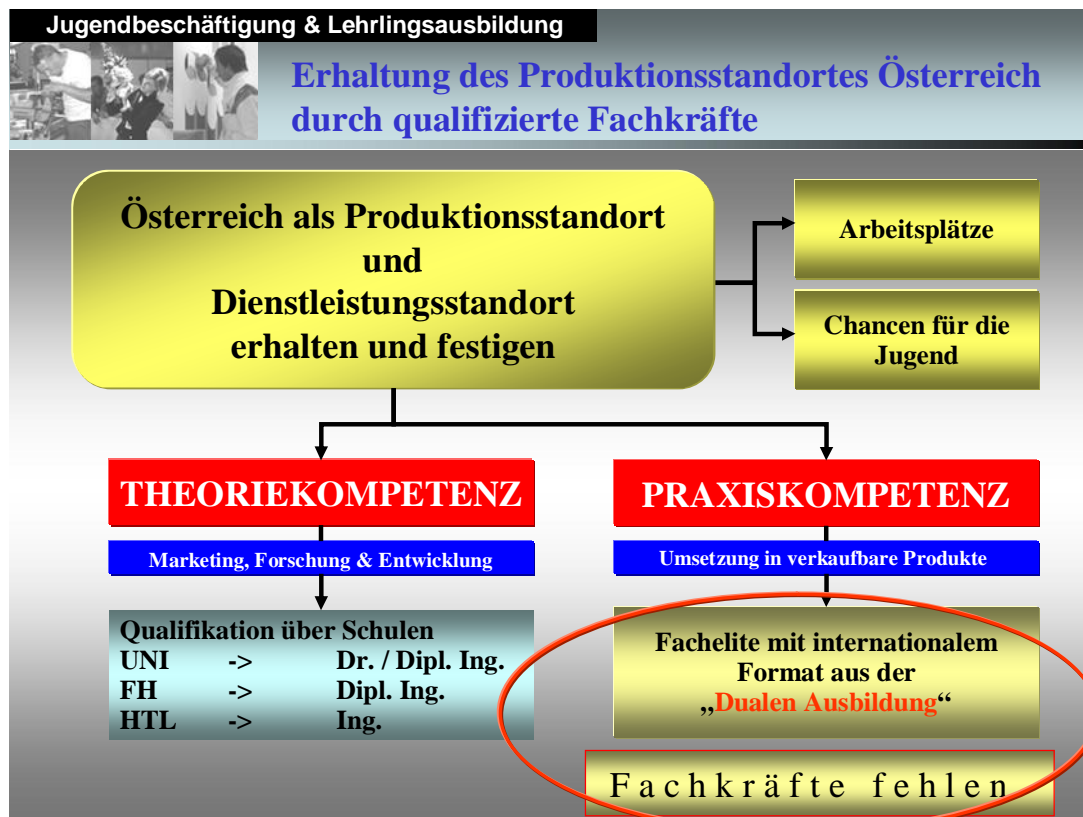 Jugendbeschäftigung & Lehrlingsausbildung
Erhaltung des Produktionsstandortes Österreich
durch qualifizierte Fachkräfte
Österreich als Produktionsstandort
und
Dienstleistungsstandort
erhalten und festigen
Arbeitsplätze
Chancen für die
Jugend
THEORIEKOMPETENZ
Marketing, Forschung & Entwicklung
Qualifikation über Schulen
UNI -> Dr. / Dipl. Ing.
FH -> Dipl. Ing.
HTL -> Ing.
PRAXISKOMPETENZ
Umsetzung in verkaufbare Produkte
Fachelite mit internationalem
Format aus der
„Dualen Ausbildung“
Fachkräfte fehlen